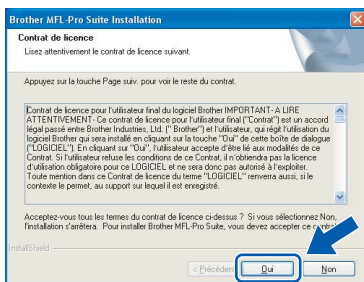 Brother MFL-Pro Suite Installation
Contrat de licence
Lisez attentivement le contrat de licence suivant.
Appuyez sur la touche Page suiv. pour voir le reste du contrat.
Contrat de licence pour l'utilisateur final du logiciel Brother IMPORTANT- A LIRE
ATTENTIVEMENT- Ce contrat de licence pour l'utilisateur final ("Contrat") est un accord
légal passé entre Brother Industries, Ltd. (" Brother") et l'utilisateur, qui régit l'utilisation du
logiciel Brother qui sera installé en cliquant sur la touche "Oui" de cette boîte de dialogue
("LOGICIEL"). En cliquant sur "Oui", l'utilisateur accepte d'être lié aux modalités de ce
Contrat. Si l'utilisateur refuse les conditions de ce Contrat, il n'obtiendra pas la licence
d'utilisation obligatoire pour ce LOGICIEL et ne sera donc pas autorisé à l'exploiter.
Toute mention dans ce Contrat de licence du terme "LOGICIEL" renverra aussi, si le
contexte le permet, au support sur lequel il est enregistré.
Acceptez-vous tous les termes du contrat de licence ci-dessus ? Si vous sélectionnez Non,
l'installation s'arrêtera. Pour installer Brother MFL-Pro Suite, vous devez accepter ce
InstallShield
< Précéden
Oui
Non